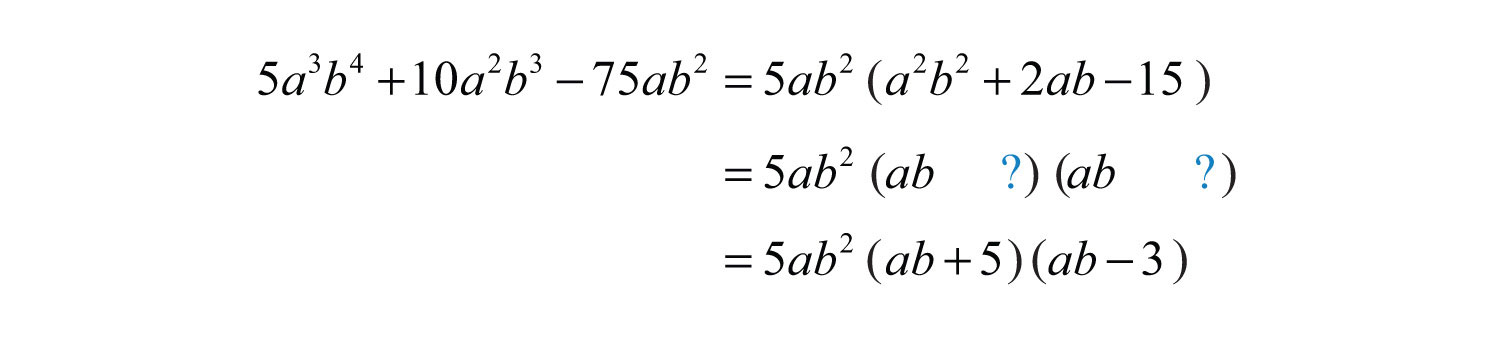 5a³b⁴ + 10a²b³ − 75ab² = 5ab² (a²b² + 2ab − 15 )
= 5ab² (ab ?) (ab ?)
= 5ab² (ab + 5)(ab − 3 )